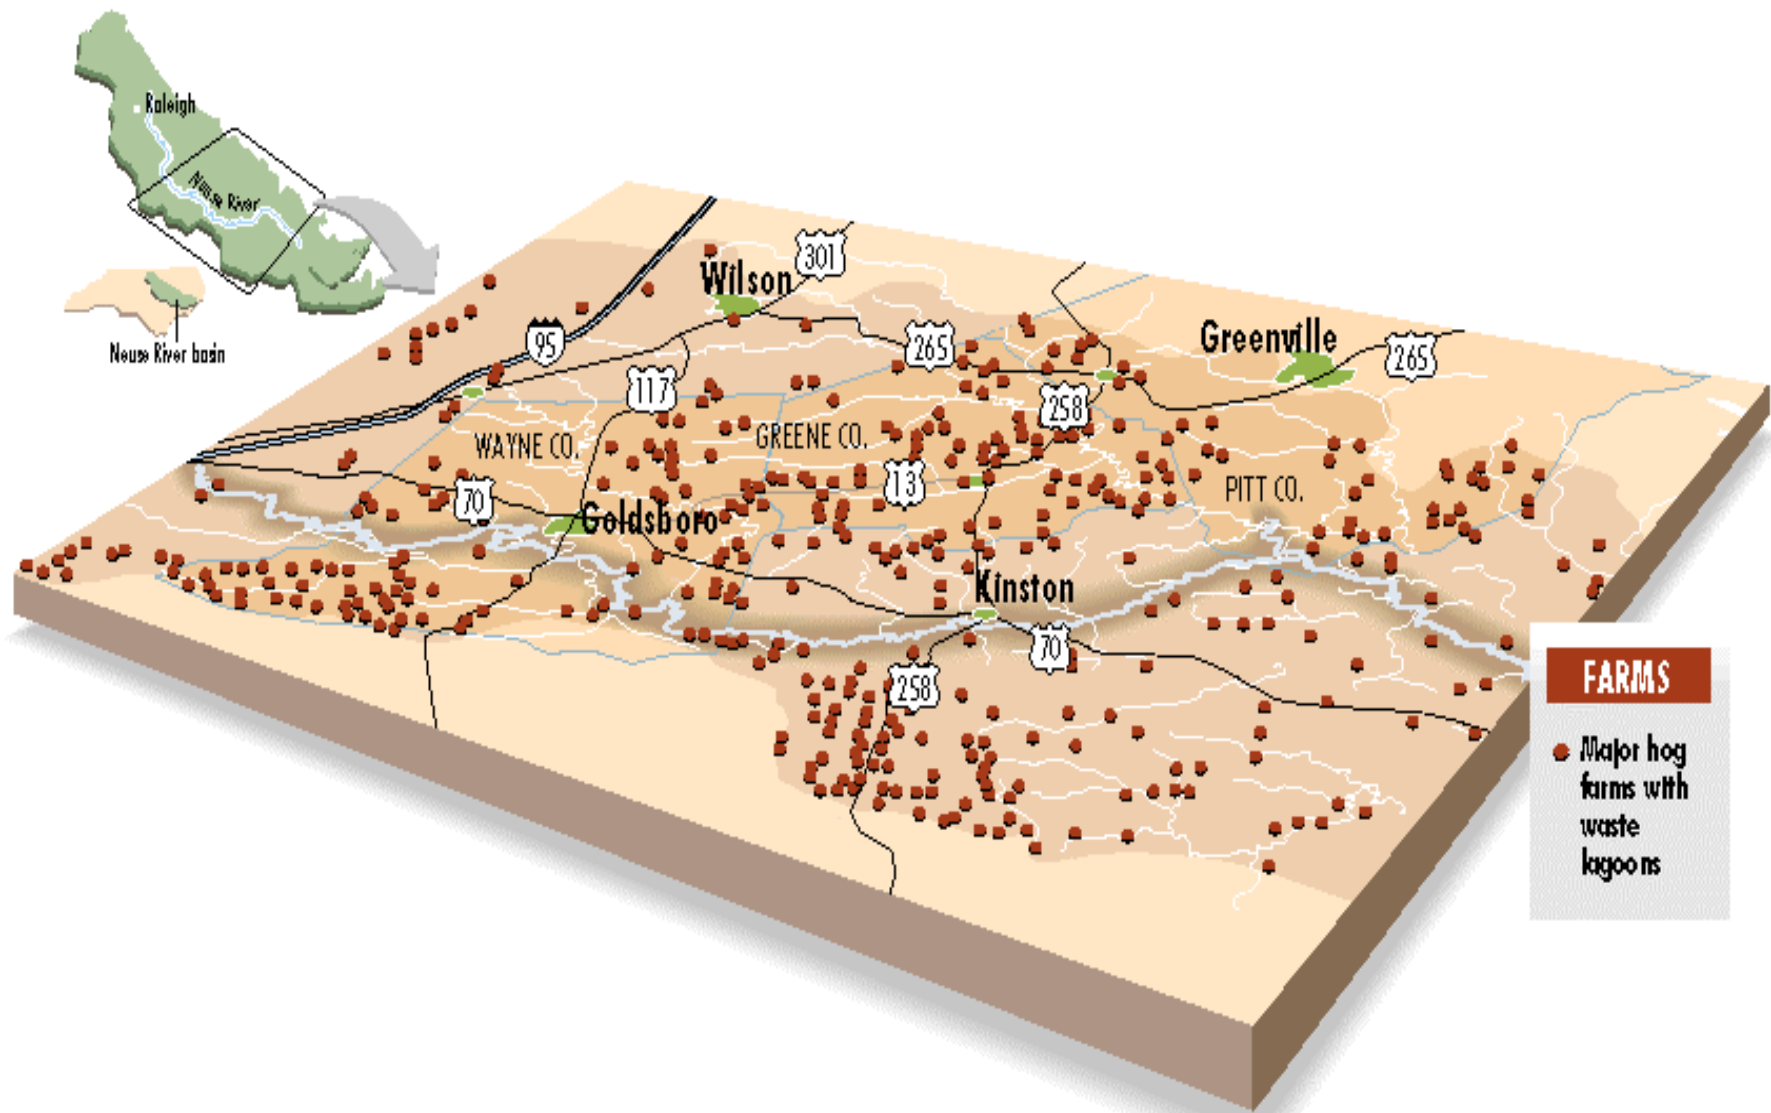 Raleigh
Neuse River
Neuse River basin
301
Wilson
95
265
Greenville
265
117
258
WAYNE CO.
GREENE CO.
13
PITT CO.
70
Goldsboro
Kinston
70
258
FARMS
Major hog
farms with
waste
lagoons